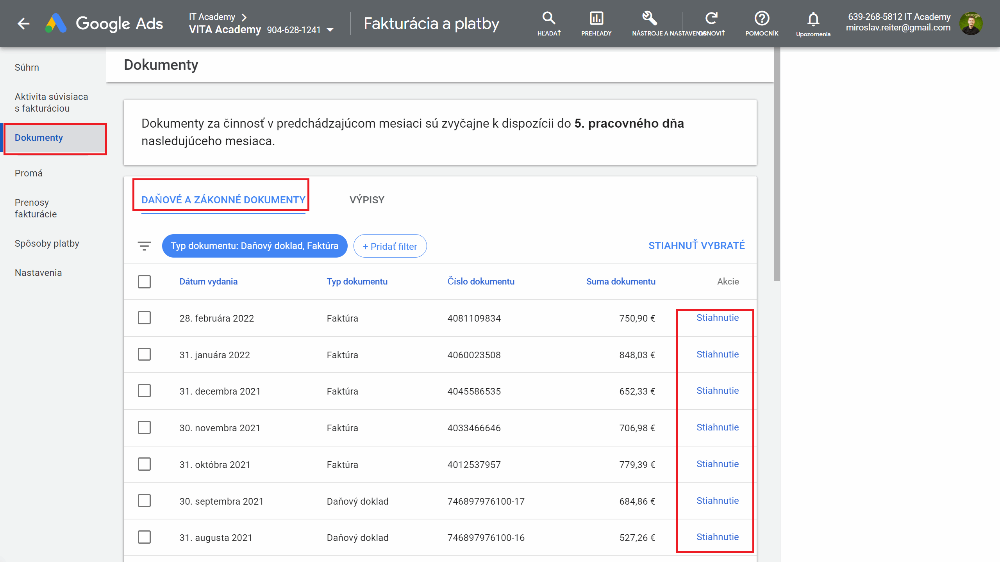 Google Ads
IT Academy
VITA Academy 904-628-1241
Fakturácia a platby
HĽADAŤ
PREHĽADY
NÁSTROJE A NASTAVENIA
OBNOVIŤ
POMOCNÍK
Upozornenia
639-268-5812 IT Academy
miroslav.reiter@gmail.com
Google
Súhrn
Aktivita súvisiaca
s fakturáciou
Dokumenty
Promá
Prenosy
fakturácie
Spôsoby platby
Nastavenia
Dokumenty
Dokumenty za činnosť v predchádzajúcom mesiaci sú zvyčajne k dispozícii do 5. pracovného dňa
nasledujúceho mesiaca.
DAŇOVÉ A ZÁKONNÉ DOKUMENTY VÝPISY
Typ dokumentu: Daňový doklad, Faktúra + Pridať filter STIAHNUŤ VYBRATÉ
Dátum vydania Typ dokumentu Číslo dokumentu Suma dokumentu Akcie
28. februára 2022 Faktúra 4081109834 750,90 € Stiahnutie
31. januára 2022 Faktúra 4060023508 848,03 € Stiahnutie
31. decembra 2021 Faktúra 4045586535 652,33 € Stiahnutie
30. novembra 2021 Faktúra 4033466646 706,98 € Stiahnutie
31. októbra 2021 Faktúra 4012537957 779,39 € Stiahnutie
30. septembra 2021 Daňový doklad 746897976100-17 684,86 € Stiahnutie
31. augusta 2021 Daňový doklad 746897976100-16 527,26 € Stiahnutie